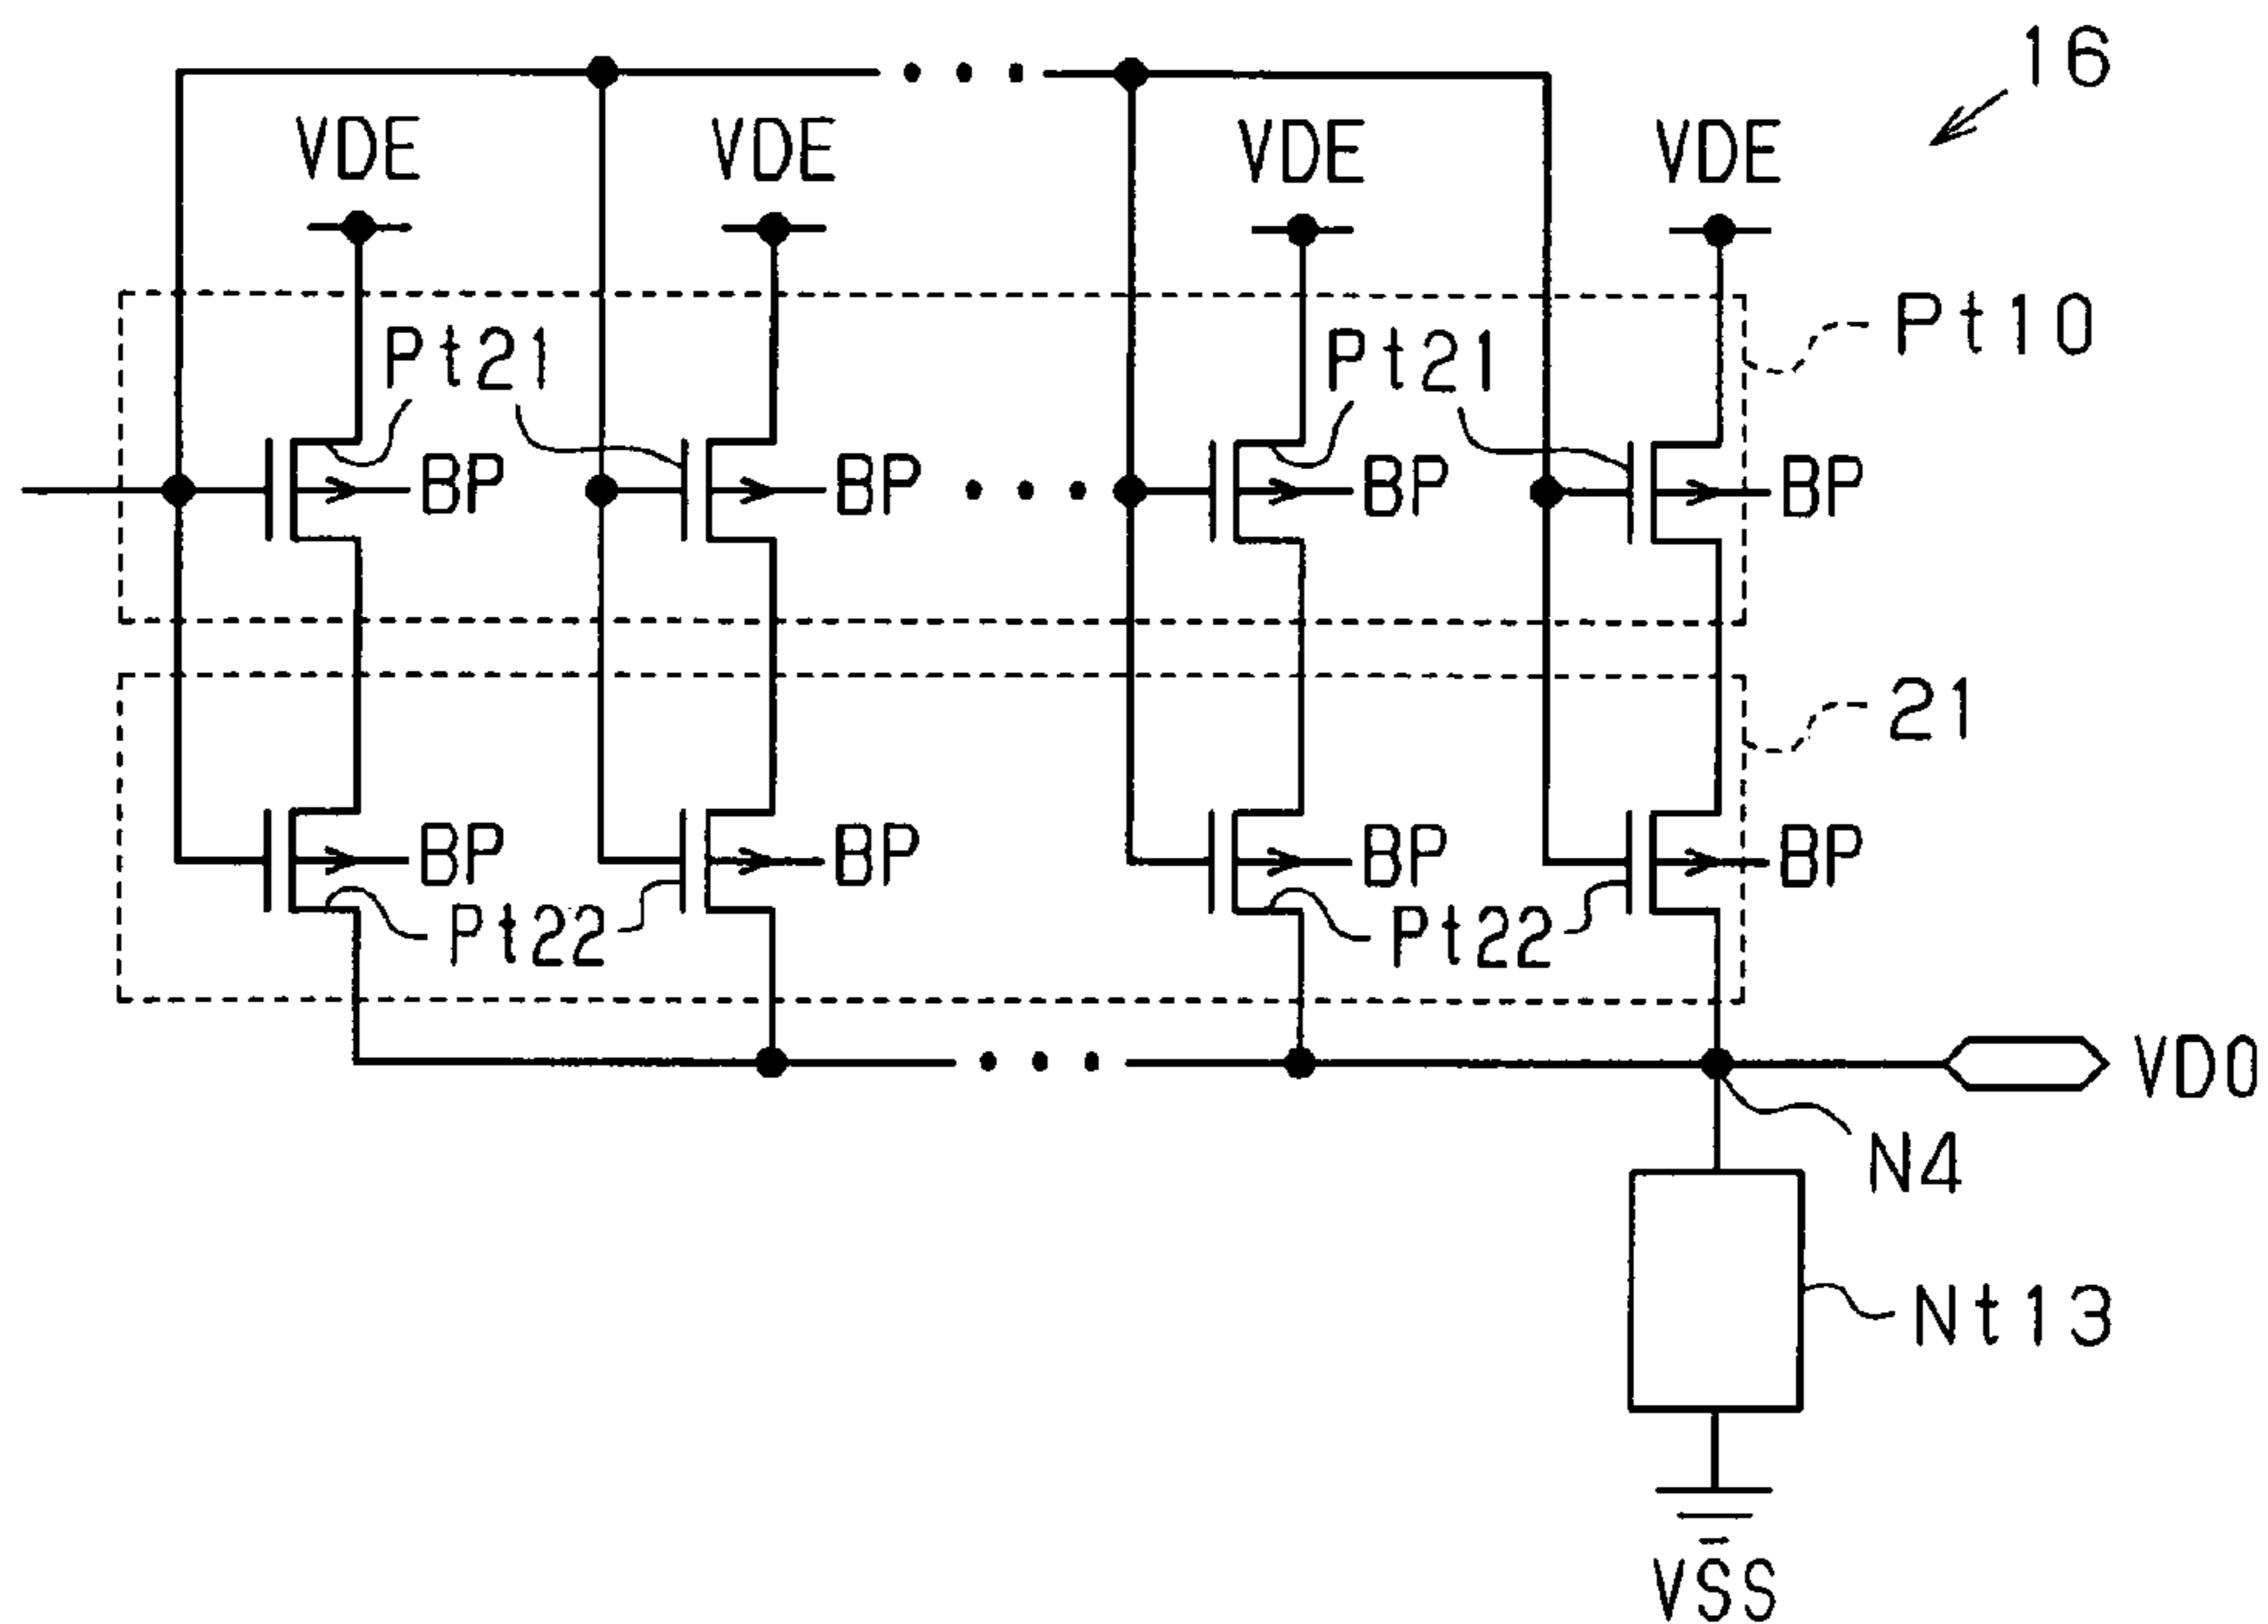 16
VDE VDE VDE VDE
Pt10
Pt21 Pt21
BP BP BP BP
21
BP BP BP BP
Pt22 Pt22
VD0
N4
Nt13
VSS